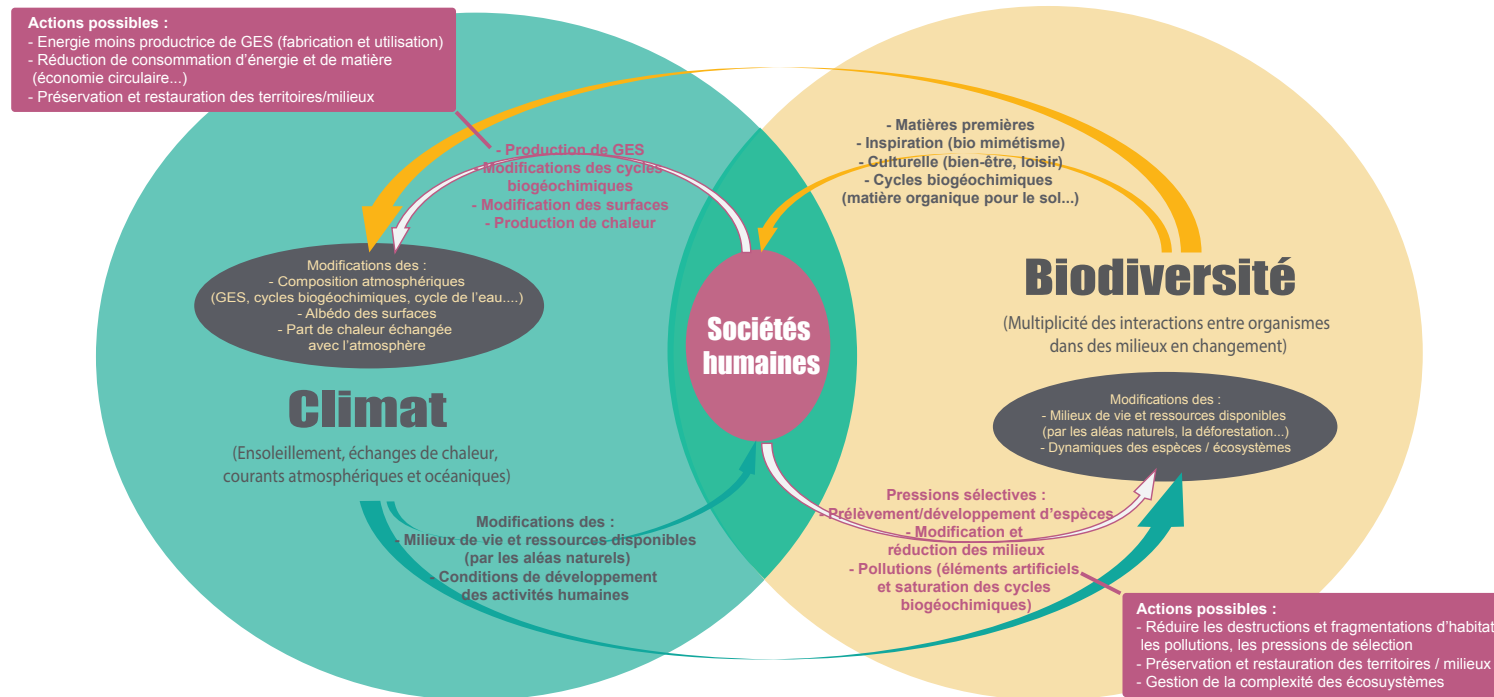 Actions possibles :
- Energie moins productrice de GES (fabrication et utilisation)
- Réduction de consommation d'énergie et de matière
(économie circulaire...)
- Préservation et restauration des territoires/milieux
- Production de GES
- Modifications des cycles
biogéochimiques
- Modification des surfaces
- Production de chaleur
- Matières premières
- Inspiration (bio mimétisme)
- Culturelle (bien-être, loisir)
- Cycles biogéochimiques
(matière organique pour le sol...)
Modifications des :
- Composition atmosphériques
(GES, cycles biogéochimiques, cycle de l'eau....)
- Albédo des surfaces
- Part de chaleur échangée
avec l'atmosphère
Climat
(Ensoleillement, échanges de chaleur,
courants atmosphériques et océaniques)
Sociétés
humaines
Biodiversité
(Multiplicité des interactions entre organismes
dans des milieux en changement)
Modifications des :
- Milieux de vie et ressources disponibles
(par les aléas naturels, la déforestation...)
- Dynamiques des espèces / écosystèmes
Modifications des :
- Milieux de vie et ressources disponibles
(par les aléas naturels)
- Conditions de développement
des activités humaines
Pressions sélectives :
- Prélèvement/développement d'espèces
- Modification et
réduction des milieux
- Pollutions (éléments artificiels
et saturation des cycles
biogéochimiques)
Actions possibles :
- Réduire les destructions et fragmentations d'habitat
les pollutions, les pressions de sélection
- Préservation et restauration des territoires / milieux
- Gestion de la complexité des écosuystèmes